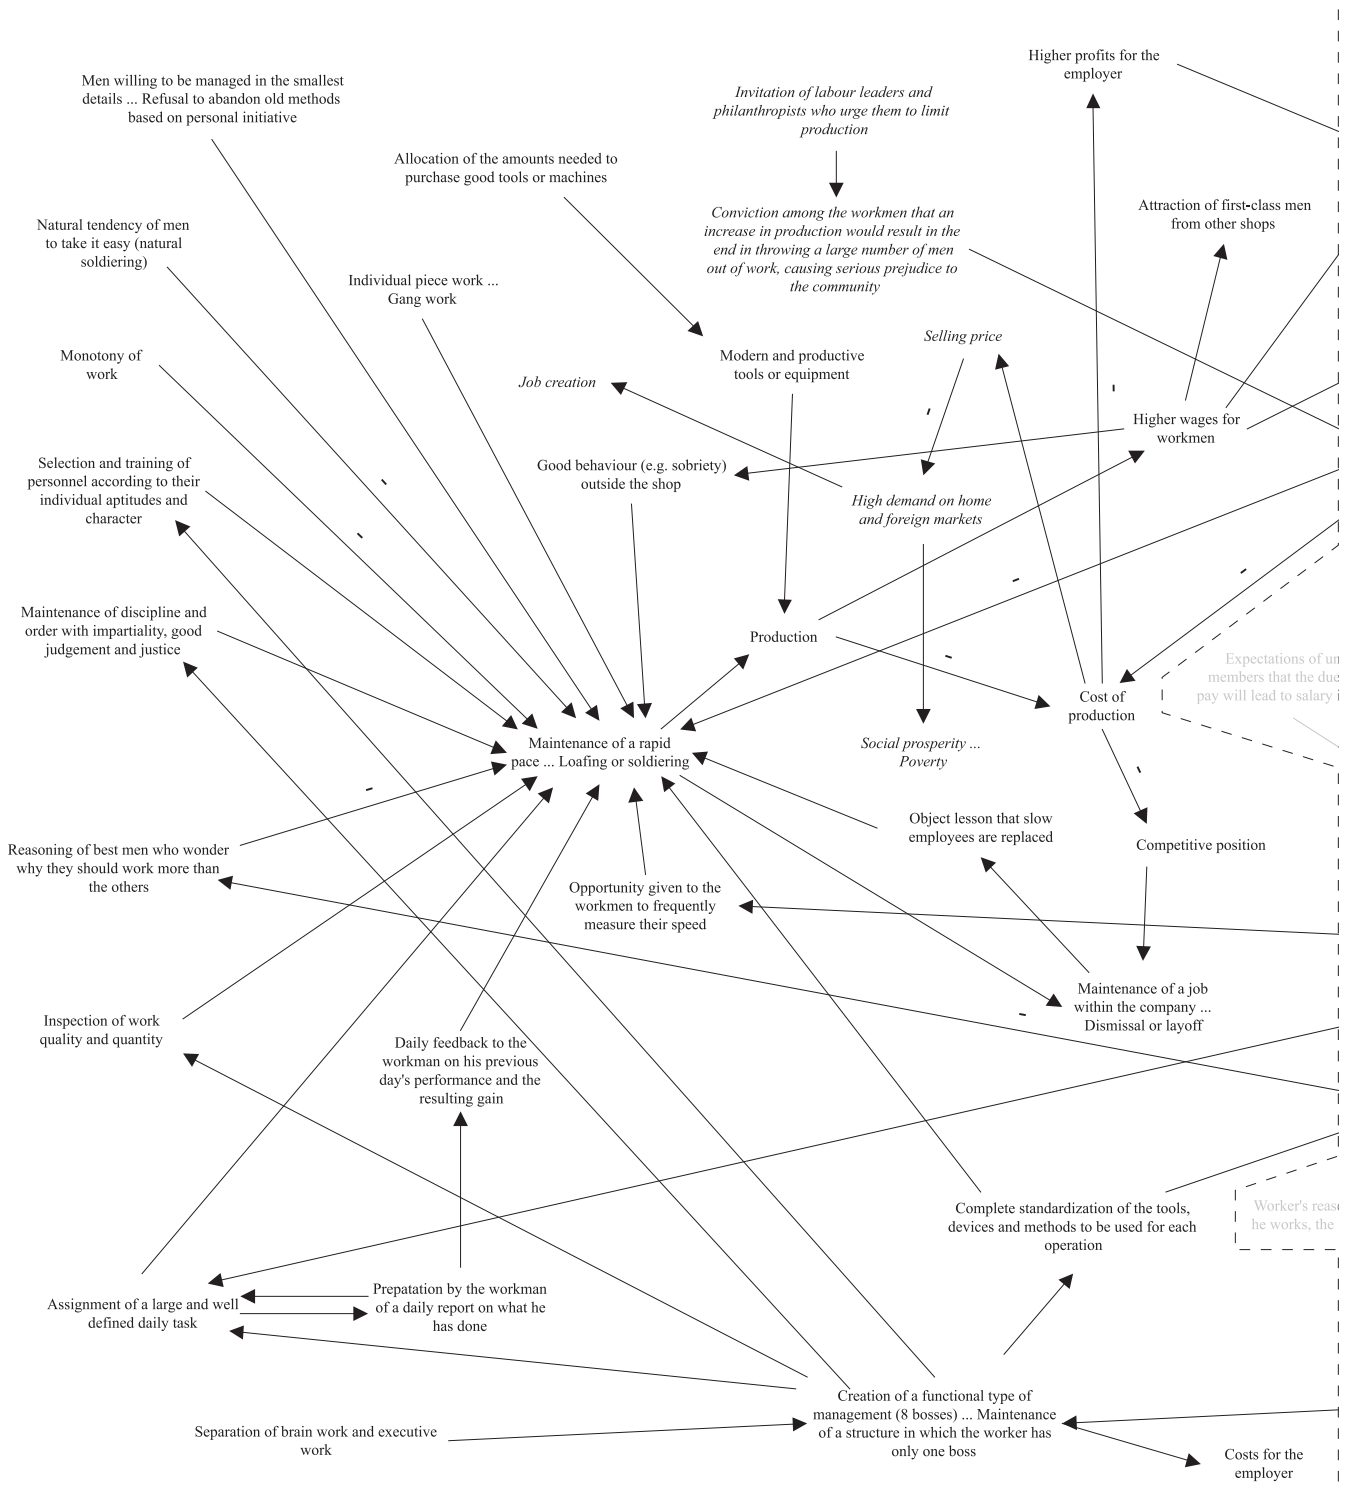 Higher profits for the
employer
Men willing to be managed in the smallest
details ... Refusal to abandon old methods
based on personal initiative
Invitation of labour leaders and
philanthropists who urge them to limit
production
Allocation of the amounts needed to
purchase good tools or machines
Attraction of first-class men
from other shops
Conviction among the workmen that an
increase in production would result in the
end in throwing a large number of men
out of work, causing serious prejudice to
the community
Natural tendency of men
to take it easy (natural
soldiering)
Individual piece work ...
Gang work
Selling price
Monotony of
work
Modern and productive
tools or equipment
Job creation
Higher wages for
workmen
Selection and training of
personnel according to their
individual aptitudes and
character
Good behaviour (e.g. sobriety)
outside the shop
High demand on home
and foreign markets
Maintenance of discipline and
order with impartiality, good
judgement and justice
Production
Expectations of
members that the
pay will lead to salary
Cost of
production
Maintenance of a rapid
pace ... Loafing or soldiering
Social prosperity ...
Poverty
Object lesson that slow
employees are replaced
Competitive position
Reasoning of best men who wonder
why they should work more than
the others
Opportunity given to the
workmen to frequently
measure their speed
Maintenance of a job
within the company ...
Dismissal or layoff
Inspection of work
quality and quantity
Daily feedback to the
workman on his previous
day's performance and the
resulting gain
Complete standardization of the tools,
devices and methods to be used for each
operation
Worker's
he works, the
Assignment of a large and well
defined daily task
Prepatation by the workman
of a daily report on what he
has done
Creation of a functional type of
management (8 bosses) ... Maintenance
of a structure in which the worker has
only one boss
Separation of brain work and executive
work
Costs for the
employer